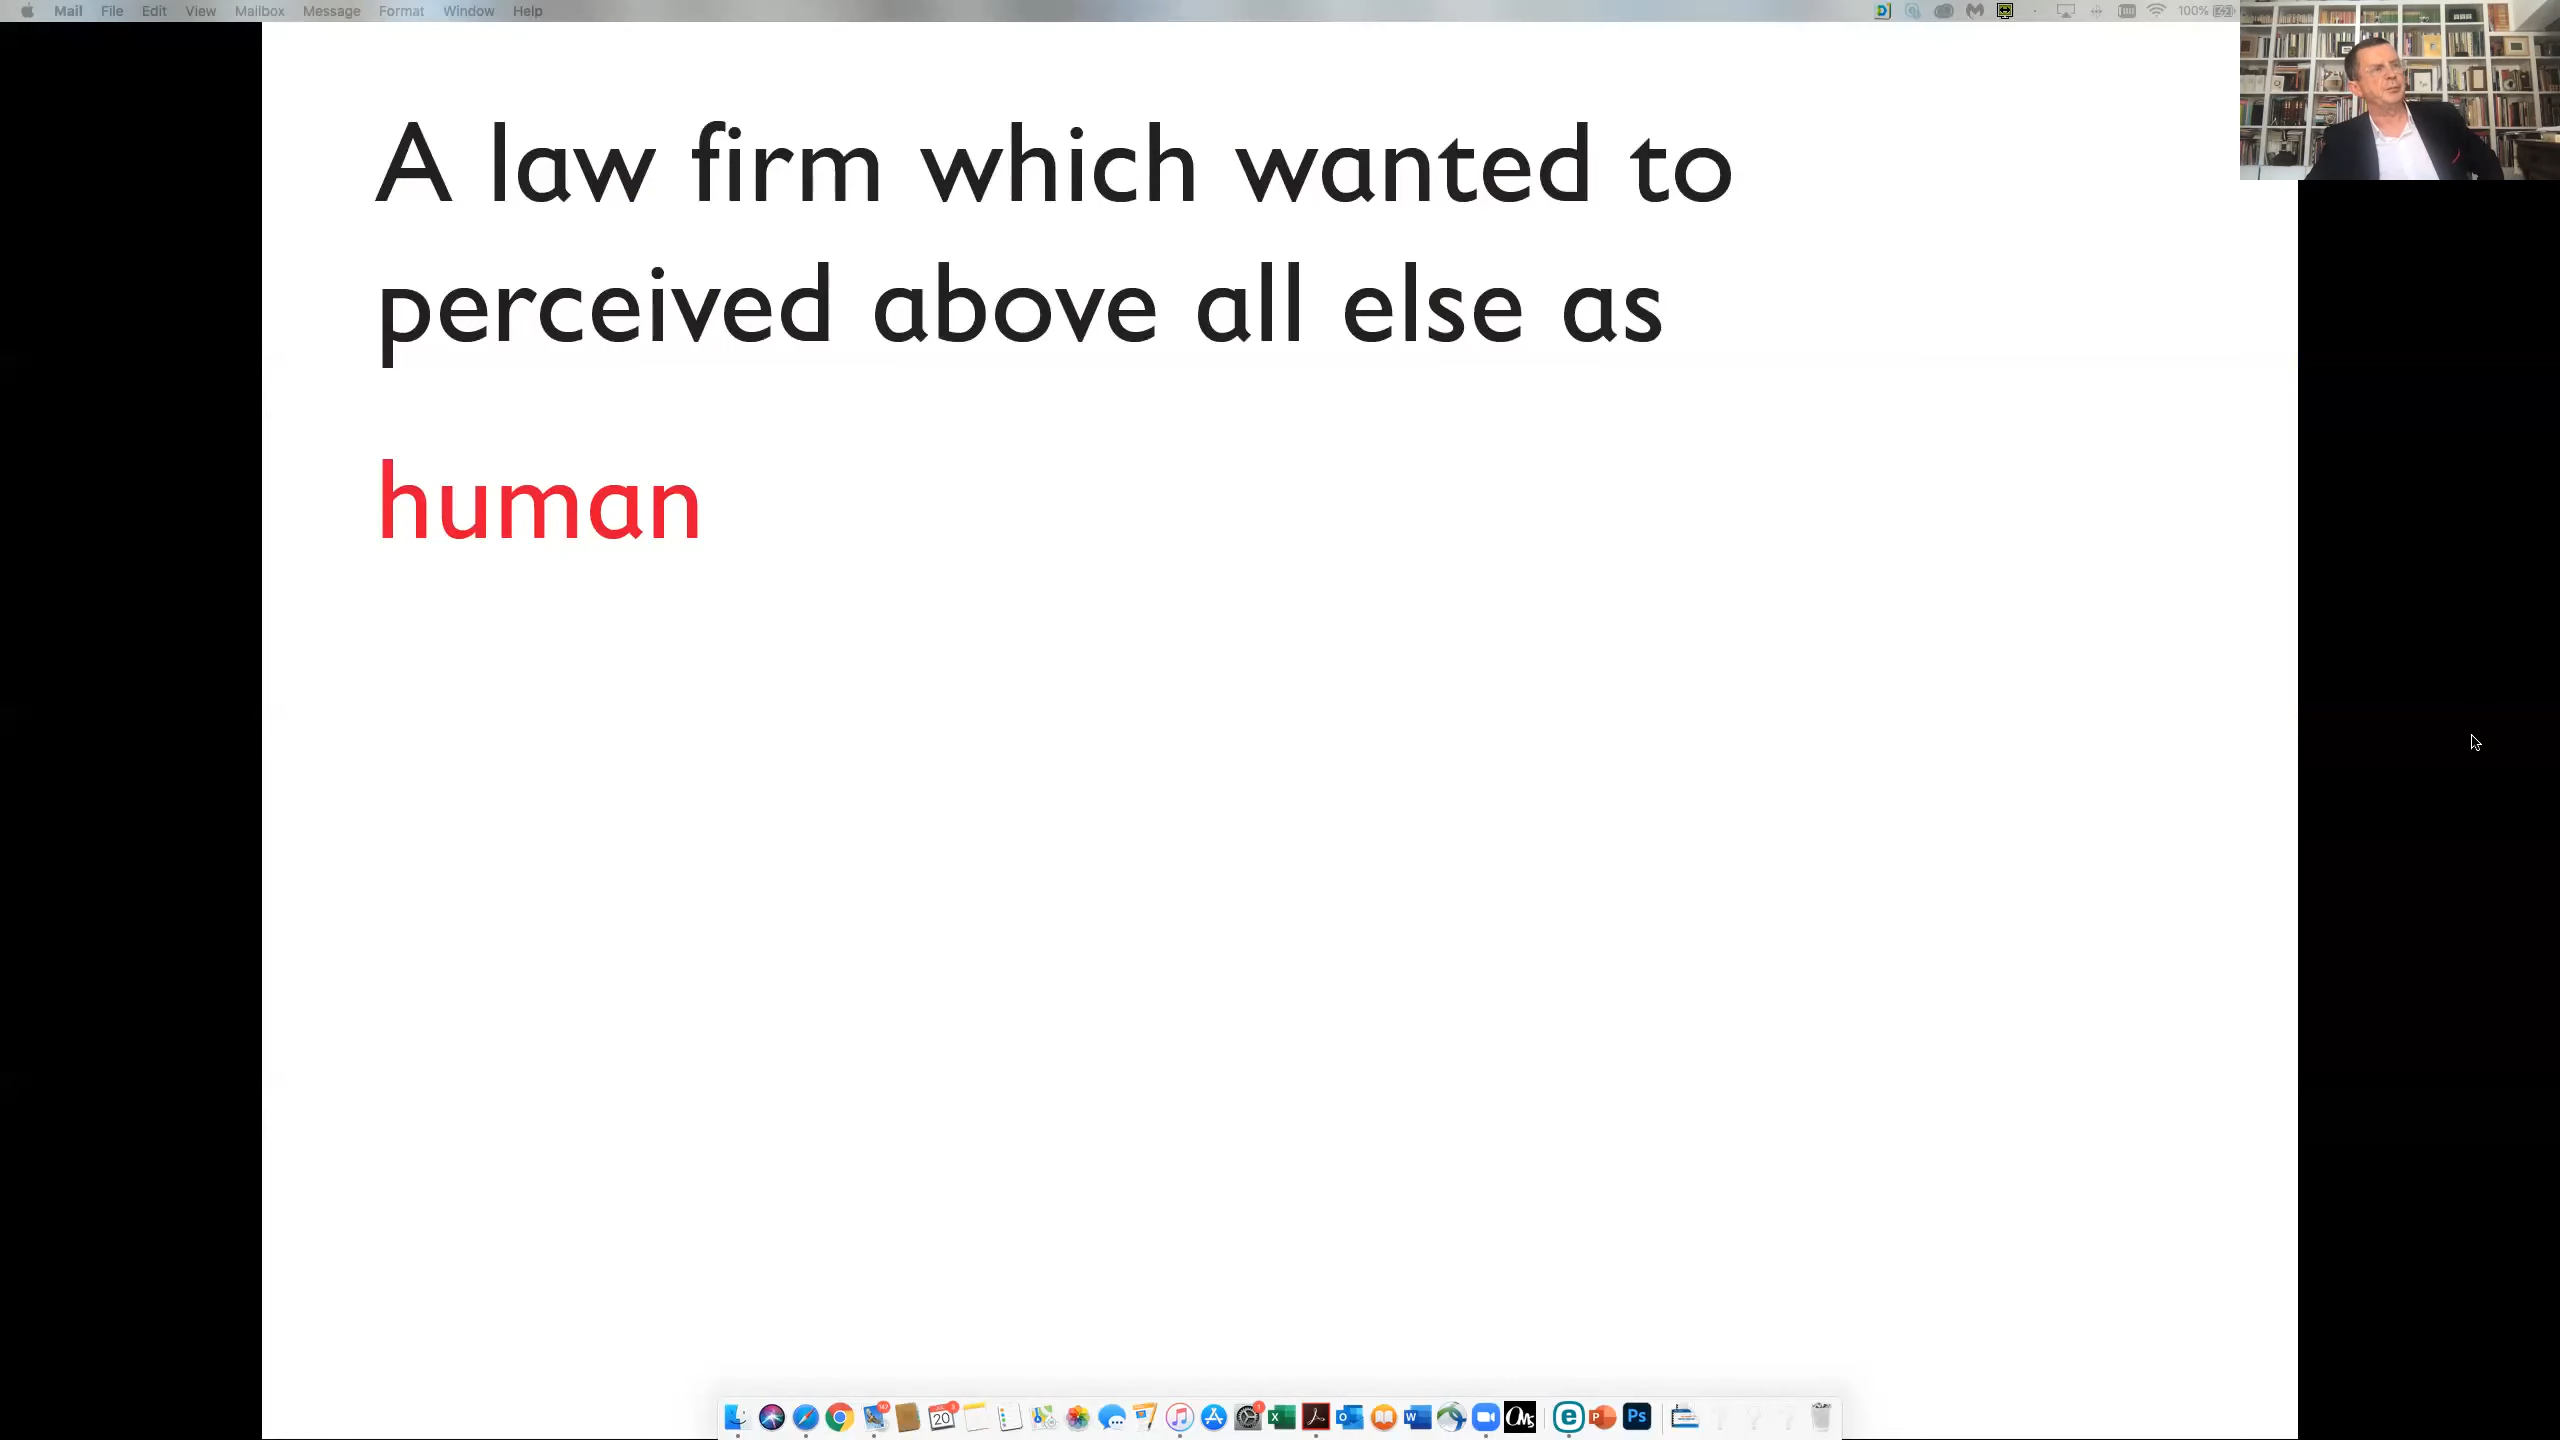 Mail File Edit View Mailbox Message Format Window Help
100%
A law firm which wanted to
perceived above all else as
human